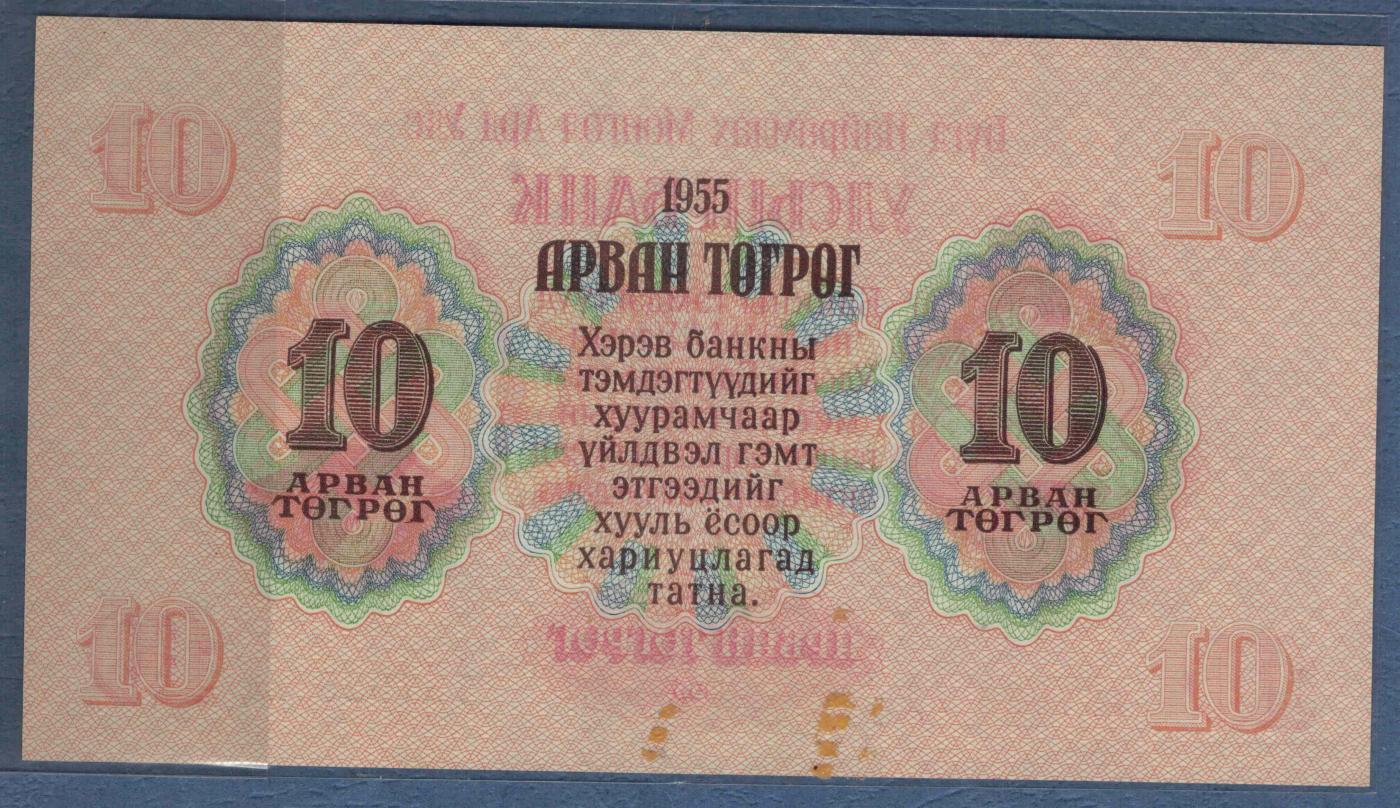 10
10
1955
АРВАН ТӨГРӨГ
10
10
Хэрэв банкны
тэмдэгтүүдийг
хуурамчаар
үйлдвэл гэмт
этгээдийг
хууль ёсоор
хариуцлагад
татна.
АРВАН
ТӨГРӨГ
АРВАН
ТӨГРӨГ
10
10